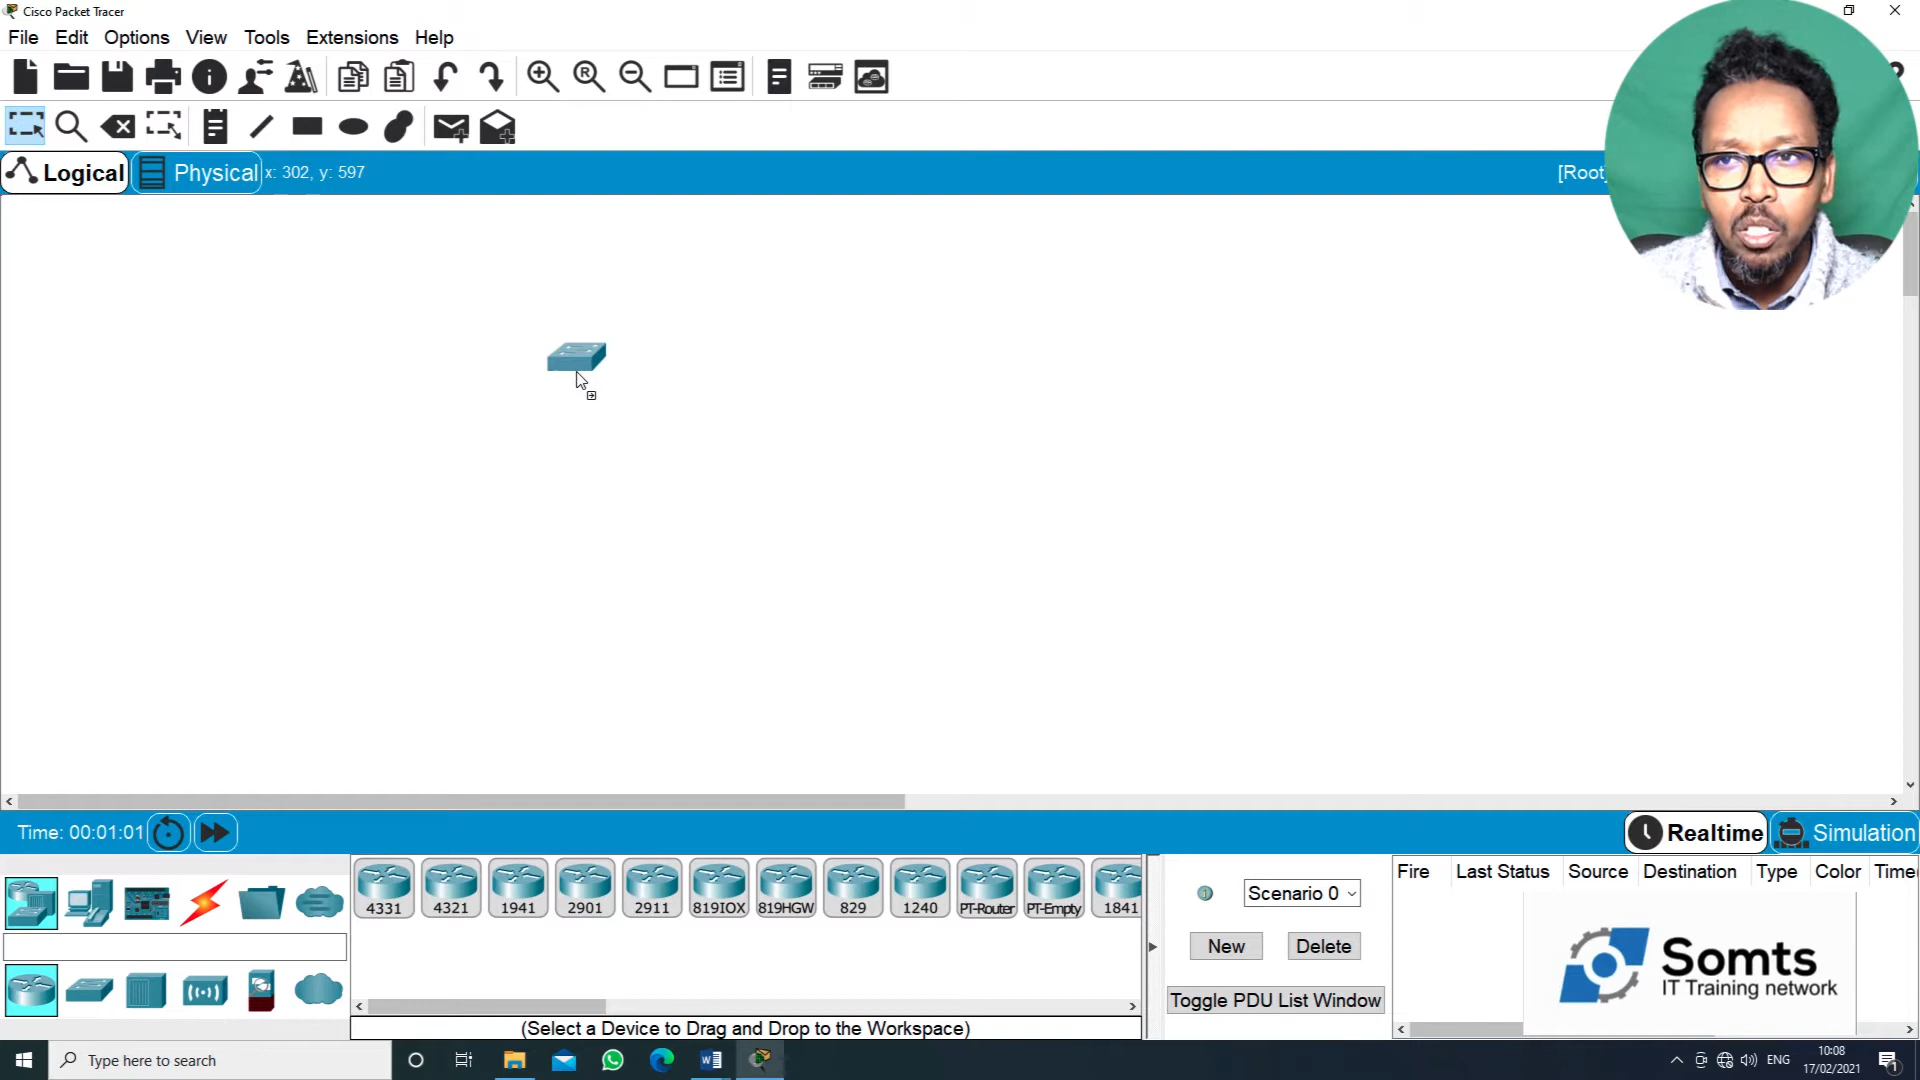 Cisco Packet Tracer
File Edit Options View Tools Extensions Help
Logical Physical x: 302, y: 597 [Root]
Time: 00:01:01 Realtime Simulation
4331 4321 1941 2901 2911 819IOX 819HGW 829 1240 PT-Router PT-Empty 1841
Scenario 0
New Delete
Toggle PDU List Window
Fire Last Status Source Destination Type Color
Somts
IT Training network
(Select a Device to Drag and Drop to the Workspace)
Type here to search
ENG
10:08
17/02/2021